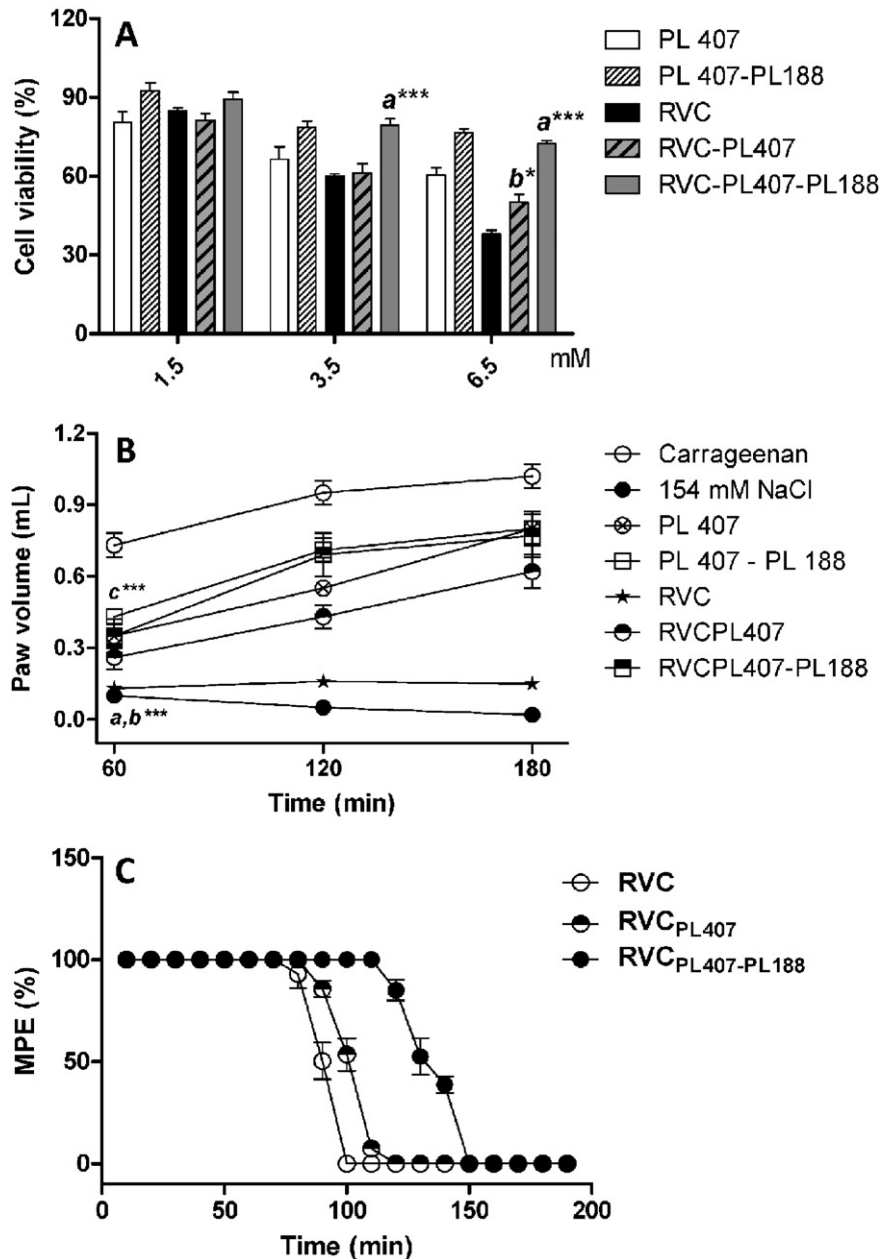 A
Cell viability (%)
120
90
60
30
0
a***
a***
b*
1.5
3.5
6.5
mM
PL 407
PL 407-PL188
RVC
RVC-PL407
RVC-PL407-PL188
B
Paw volume (mL)
1.2
0.9
0.6
0.3
0.0
c***
a,b***
60
120
180
Time (min)
Carrageenan
154 mM NaCl
PL 407
PL 407 - PL 188
RVC
RVCPL407
RVCPL407-PL188
C
MPE (%)
150
100
50
0
0
50
100
150
200
Time (min)
RVC
RVCPL407
RVCPL407-PL188